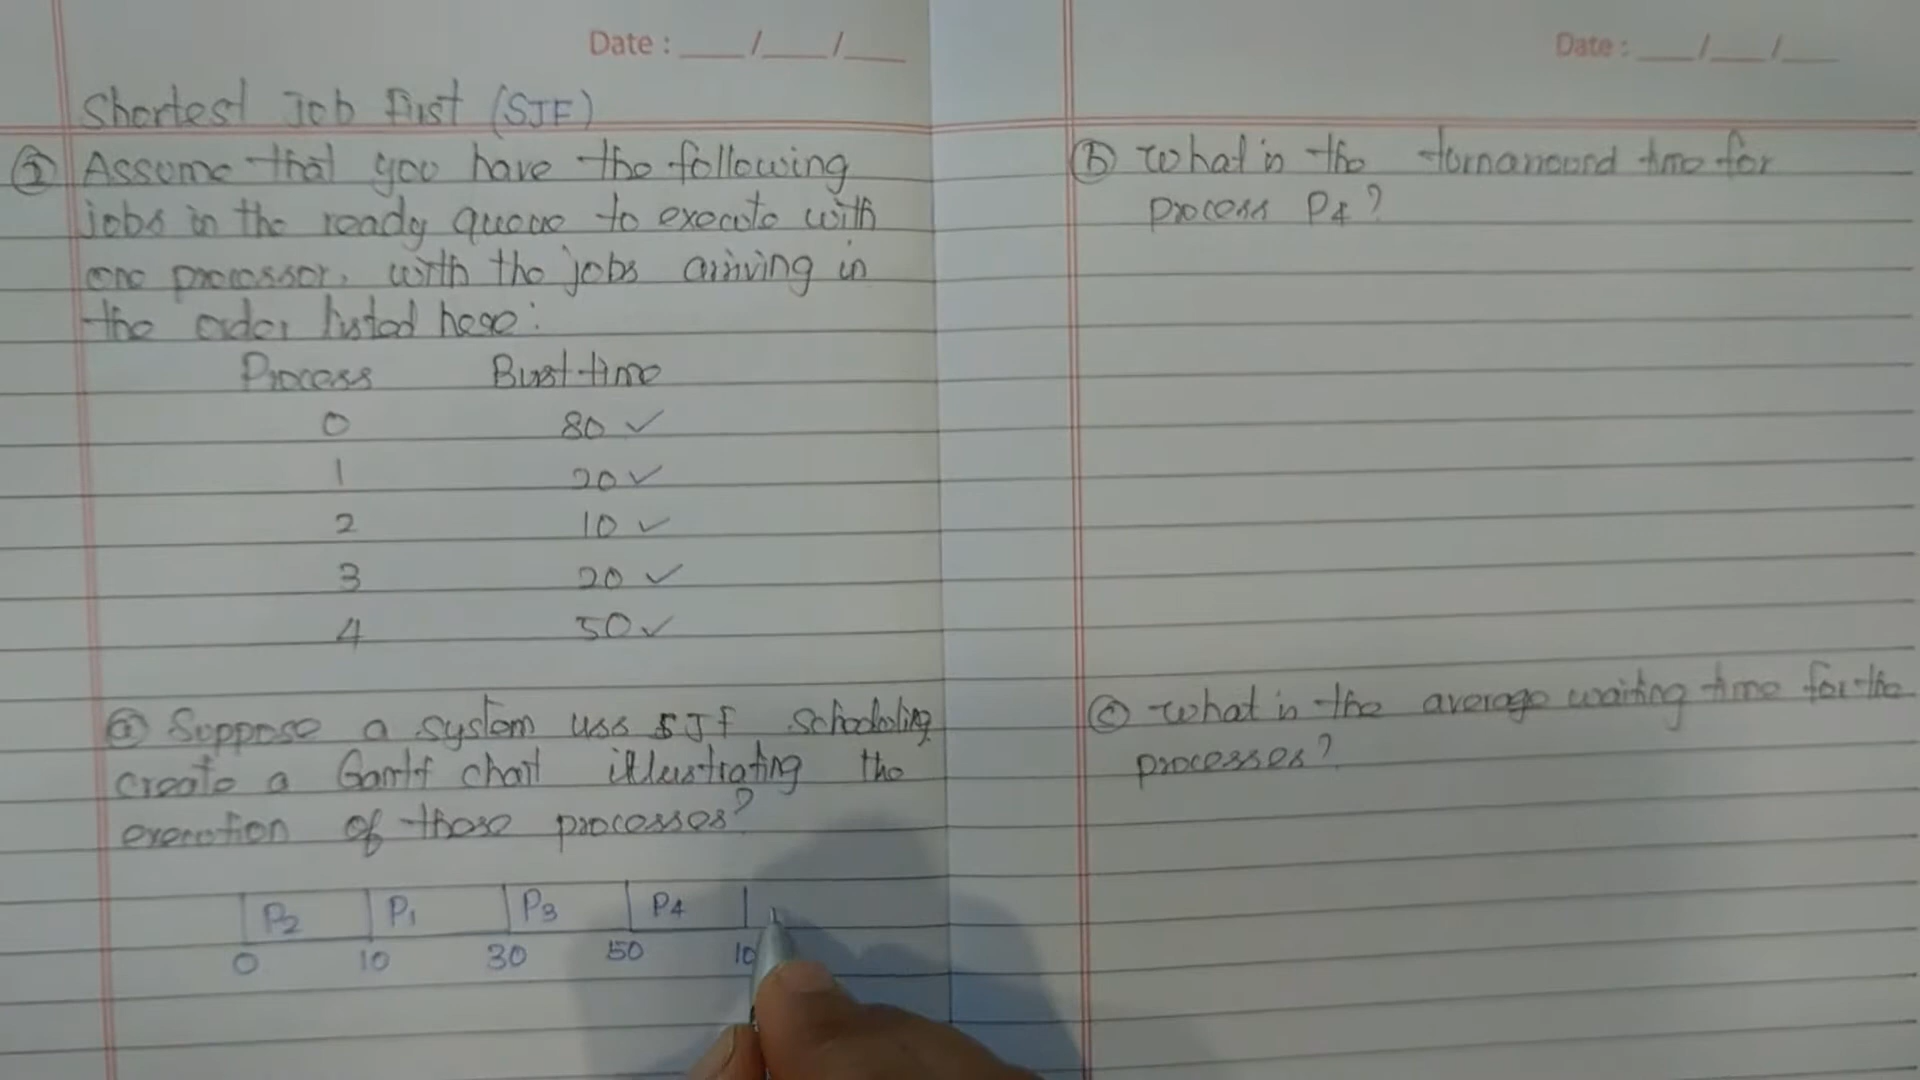 Date : ___/___/___
Shortest Job First (SJF)
② Assume that you have the following
jobs in the ready queue to execute with
one processor, with the jobs arriving in
the order listed here:
Process Burst time
0 80 ✓
1 20 ✓
2 10 ✓
3 20 ✓
4 50 ✓
ⓐ Suppose a system uss SJF scheduling
create a Gantt chart illustrating the
execution of these processes?
P2 P1 P3 P4
0 10 30 50 10
Date : ___/___/___
ⓑ What is the turnaround time for
process P4?
ⓒ What is the average waiting time for the
processes?